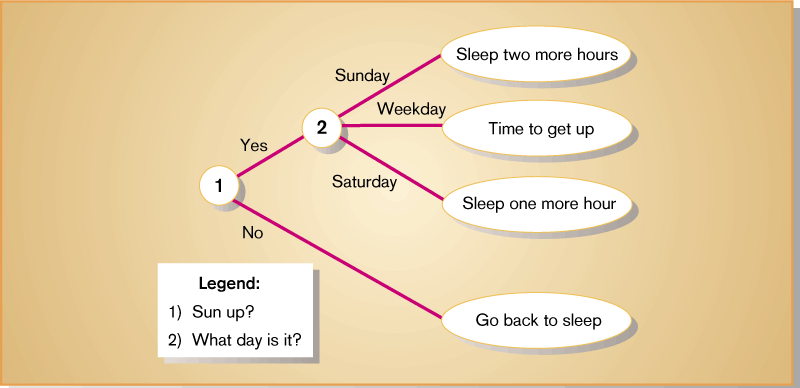 Sleep two more hours
Sunday
Weekday
2
Time to get up
Yes
Saturday
1
Sleep one more hour
No
Legend:
1) Sun up?
2) What day is it?
Go back to sleep